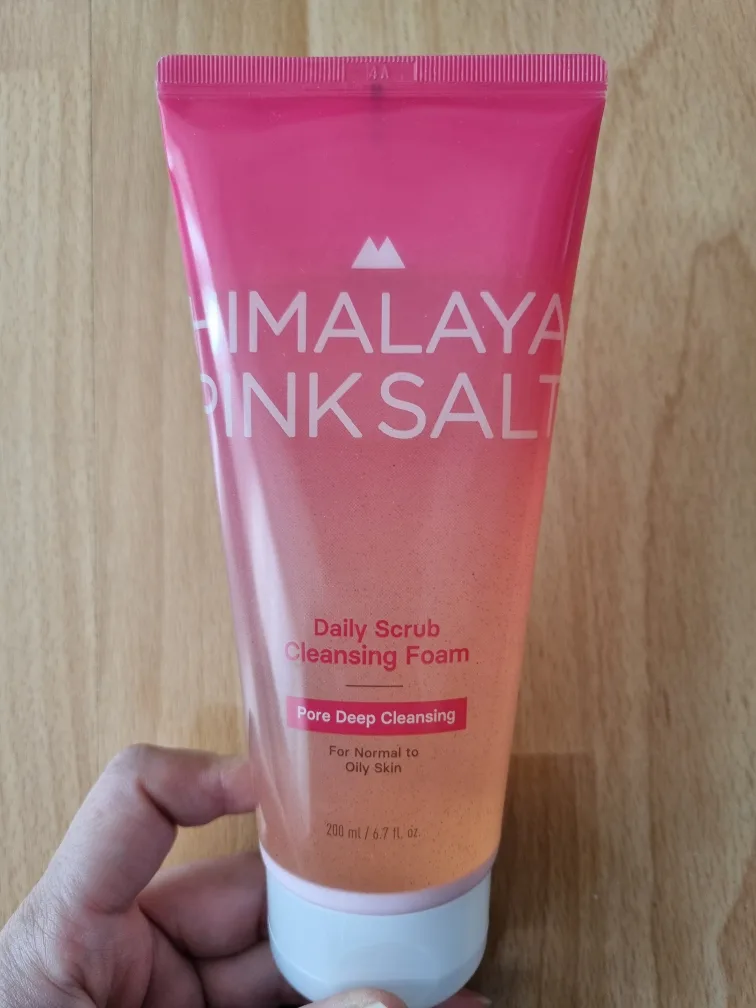 HIMALAYA
PINK SALT
Daily Scrub
Cleansing Foam
Pore Deep Cleansing
For Normal to
Oily Skin
200 ml / 6.7 fl. oz.